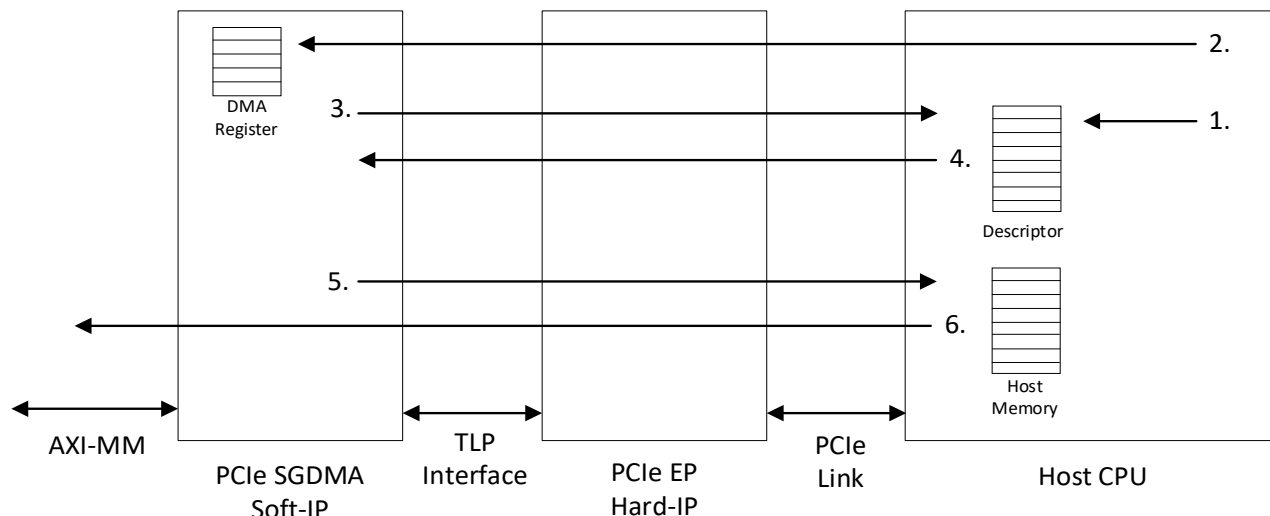 2.
DMA
Register
3.
1.
4.
Descriptor
5.
6.
Host
Memory
AXI-MM
TLP
Interface
PCIe
Link
PCIe SGDMA
Soft-IP
PCIe EP
Hard-IP
Host CPU